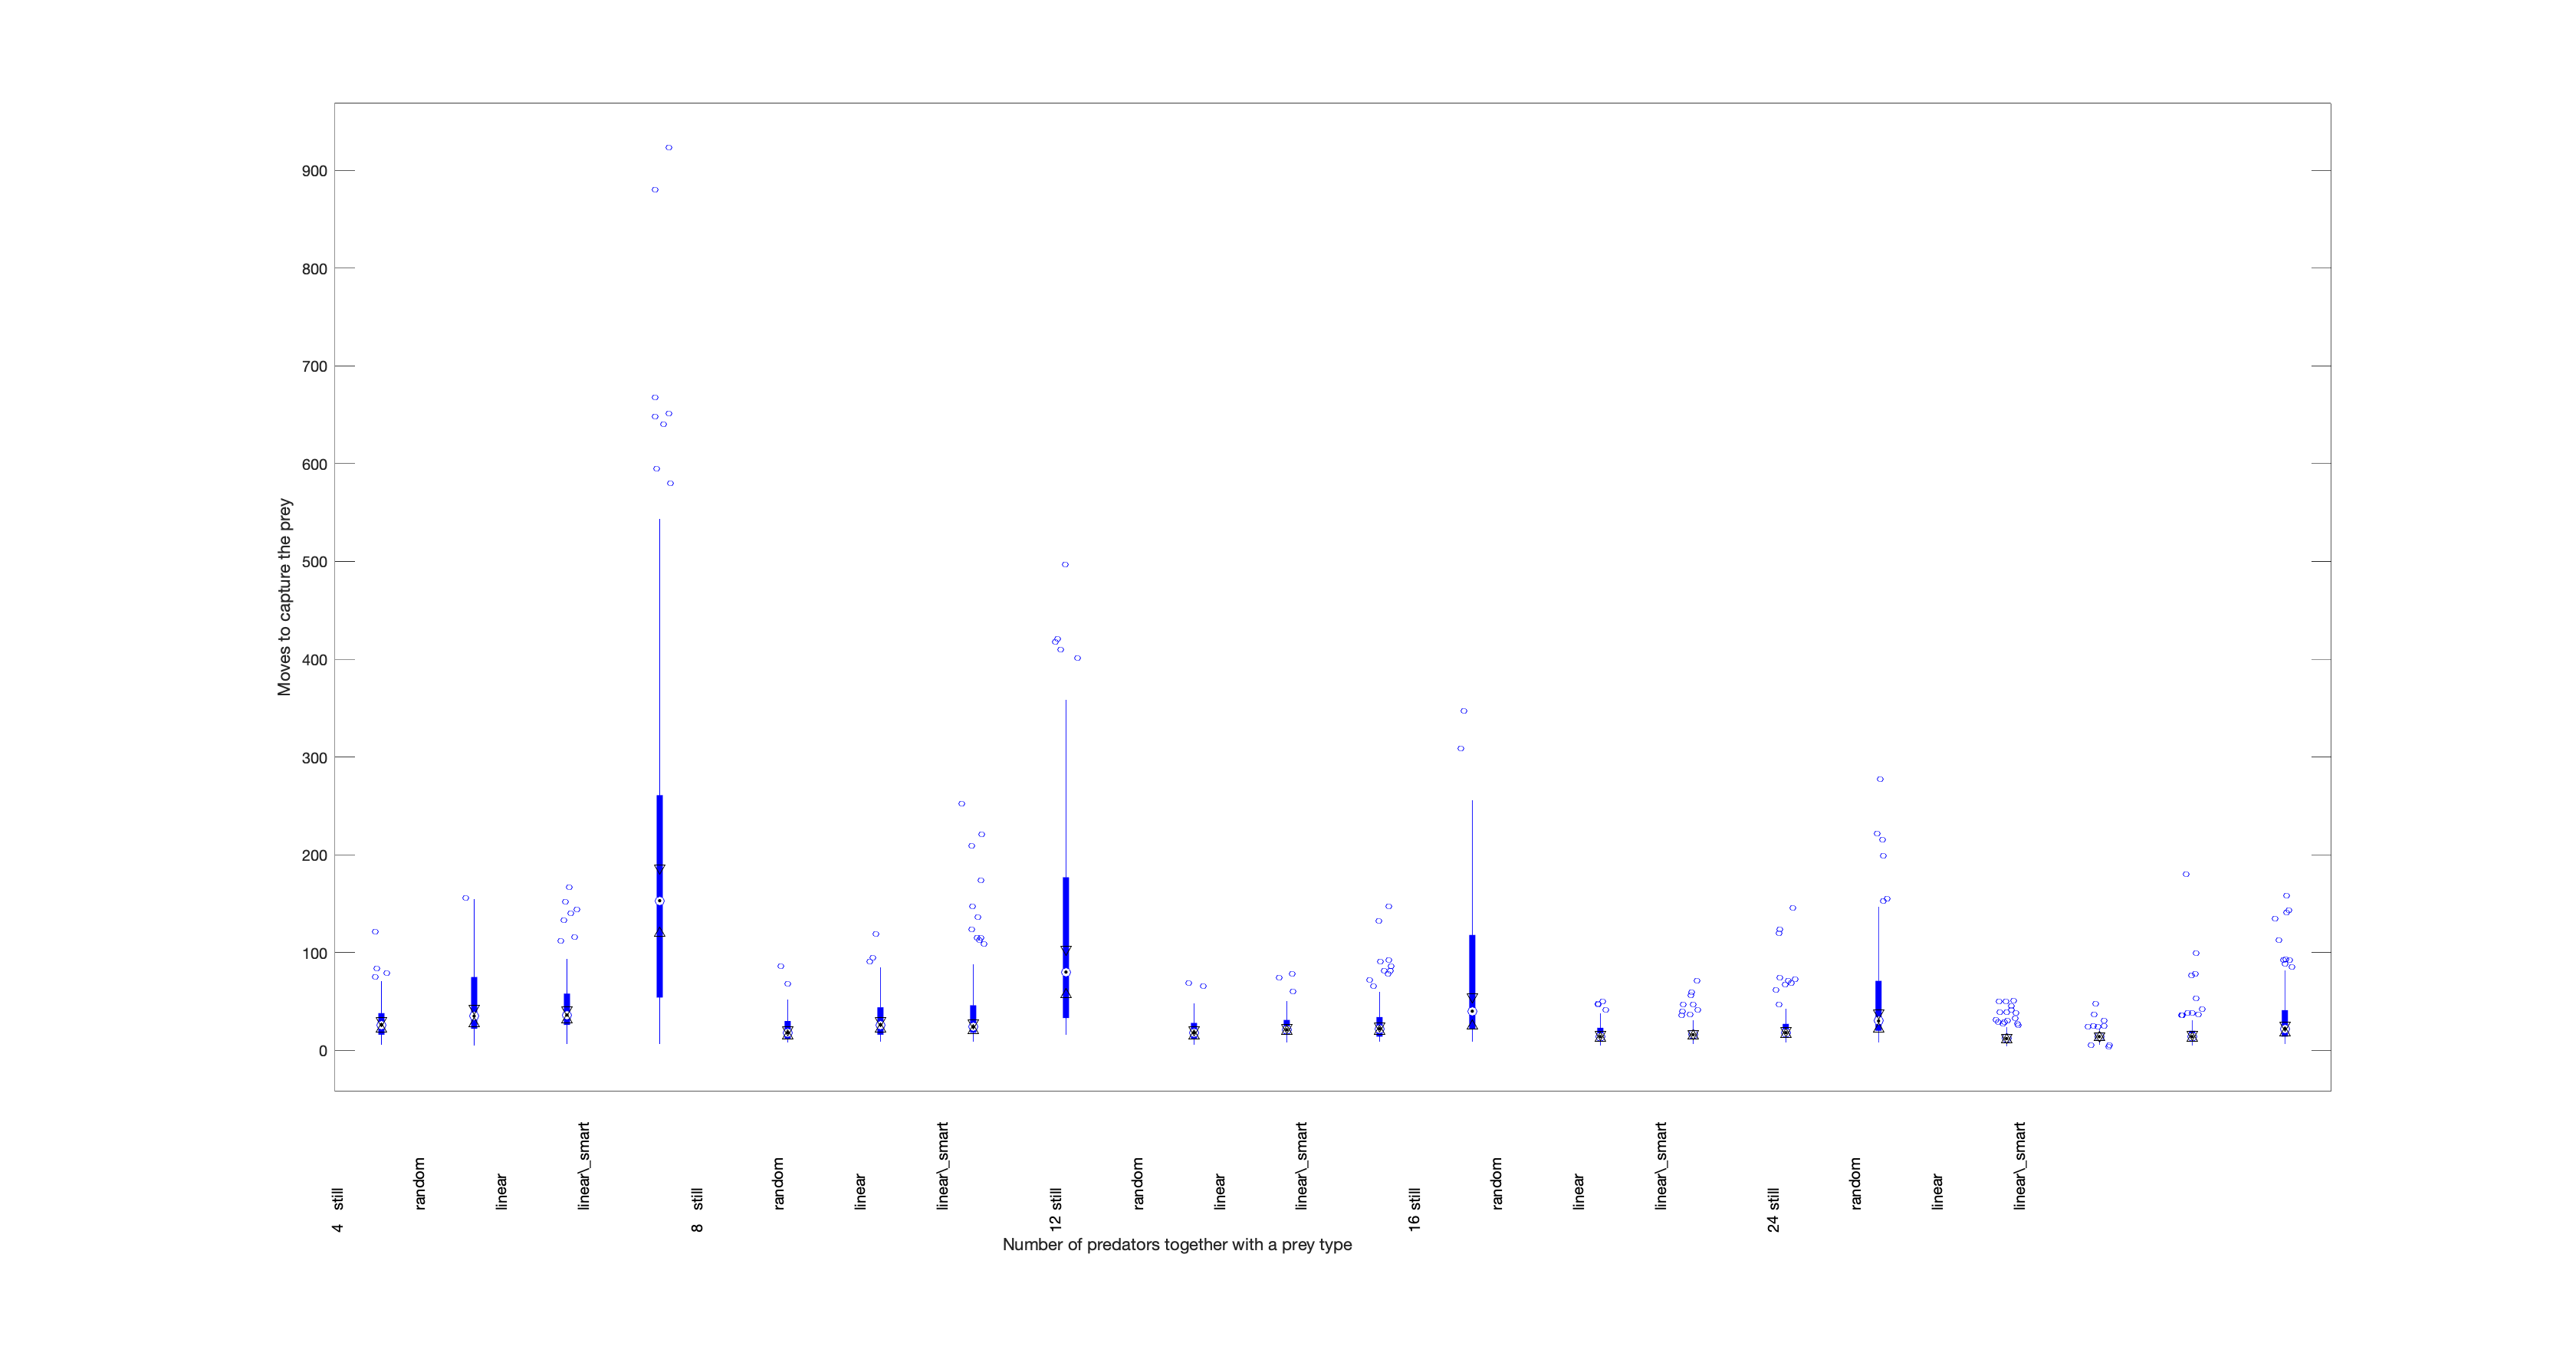 900
800
700
600
500
400
300
200
100
0
Moves to capture the prey
4 still
random
linear
linear\_smart
8 still
random
linear
linear\_smart
12 still
random
linear
linear\_smart
16 still
random
linear
linear\_smart
24 still
random
linear
linear\_smart
Number of predators together with a prey type